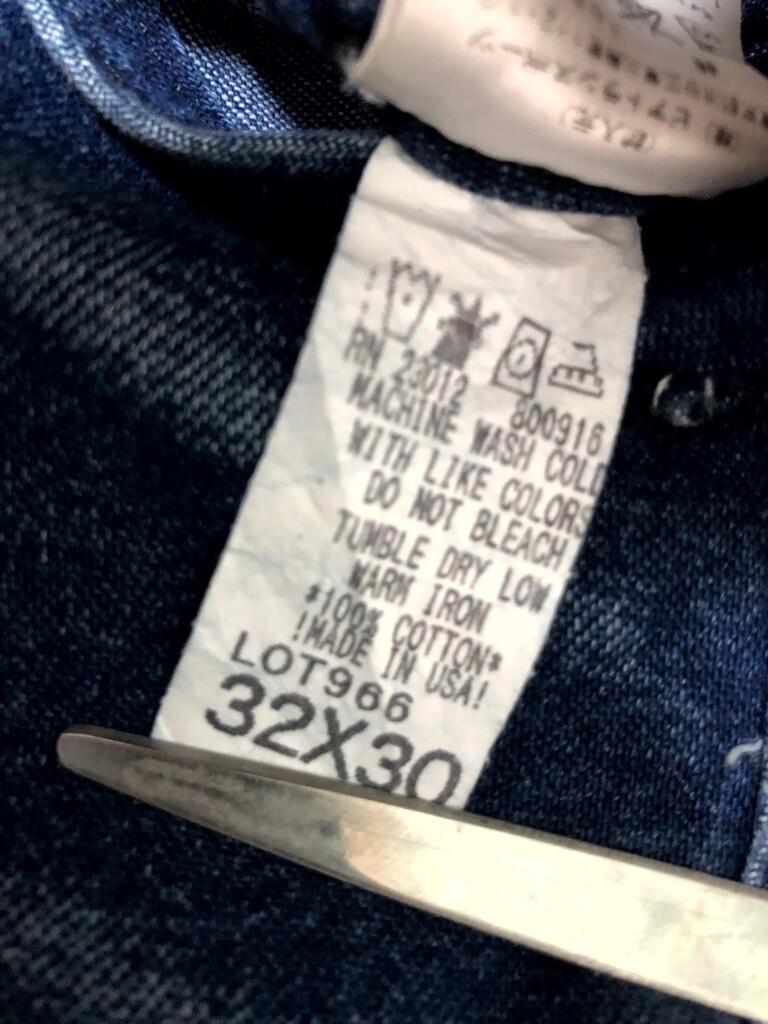 RN 23012 800916
MACHINE WASH COLD
WITH LIKE COLORS
DO NOT BLEACH
TUMBLE DRY LOW
WARM IRON
*100% COTTON*
!MADE IN USA!
LOT966
32X30